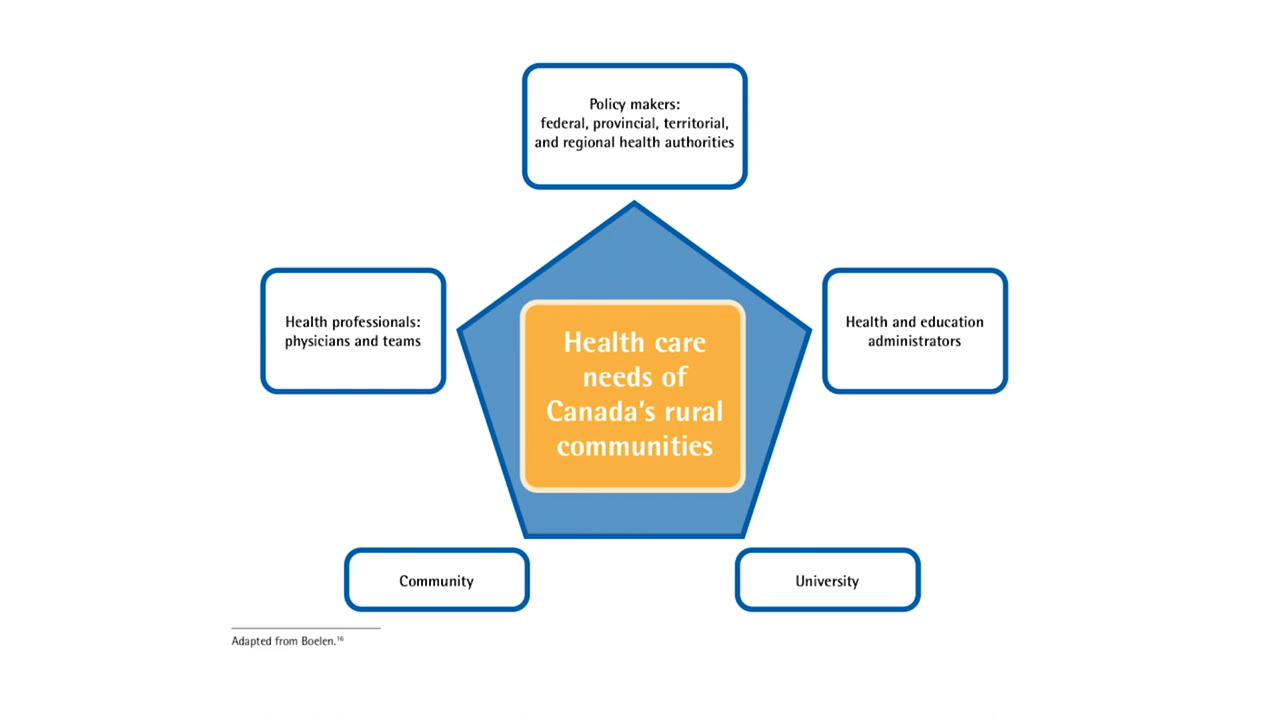 Policy makers:
federal, provincial, territorial,
and regional health authorities
Health professionals:
physicians and teams
Health care
needs of
Canada's rural
communities
Health and education
administrators
Community
University
Adapted from Boelen.¹⁶